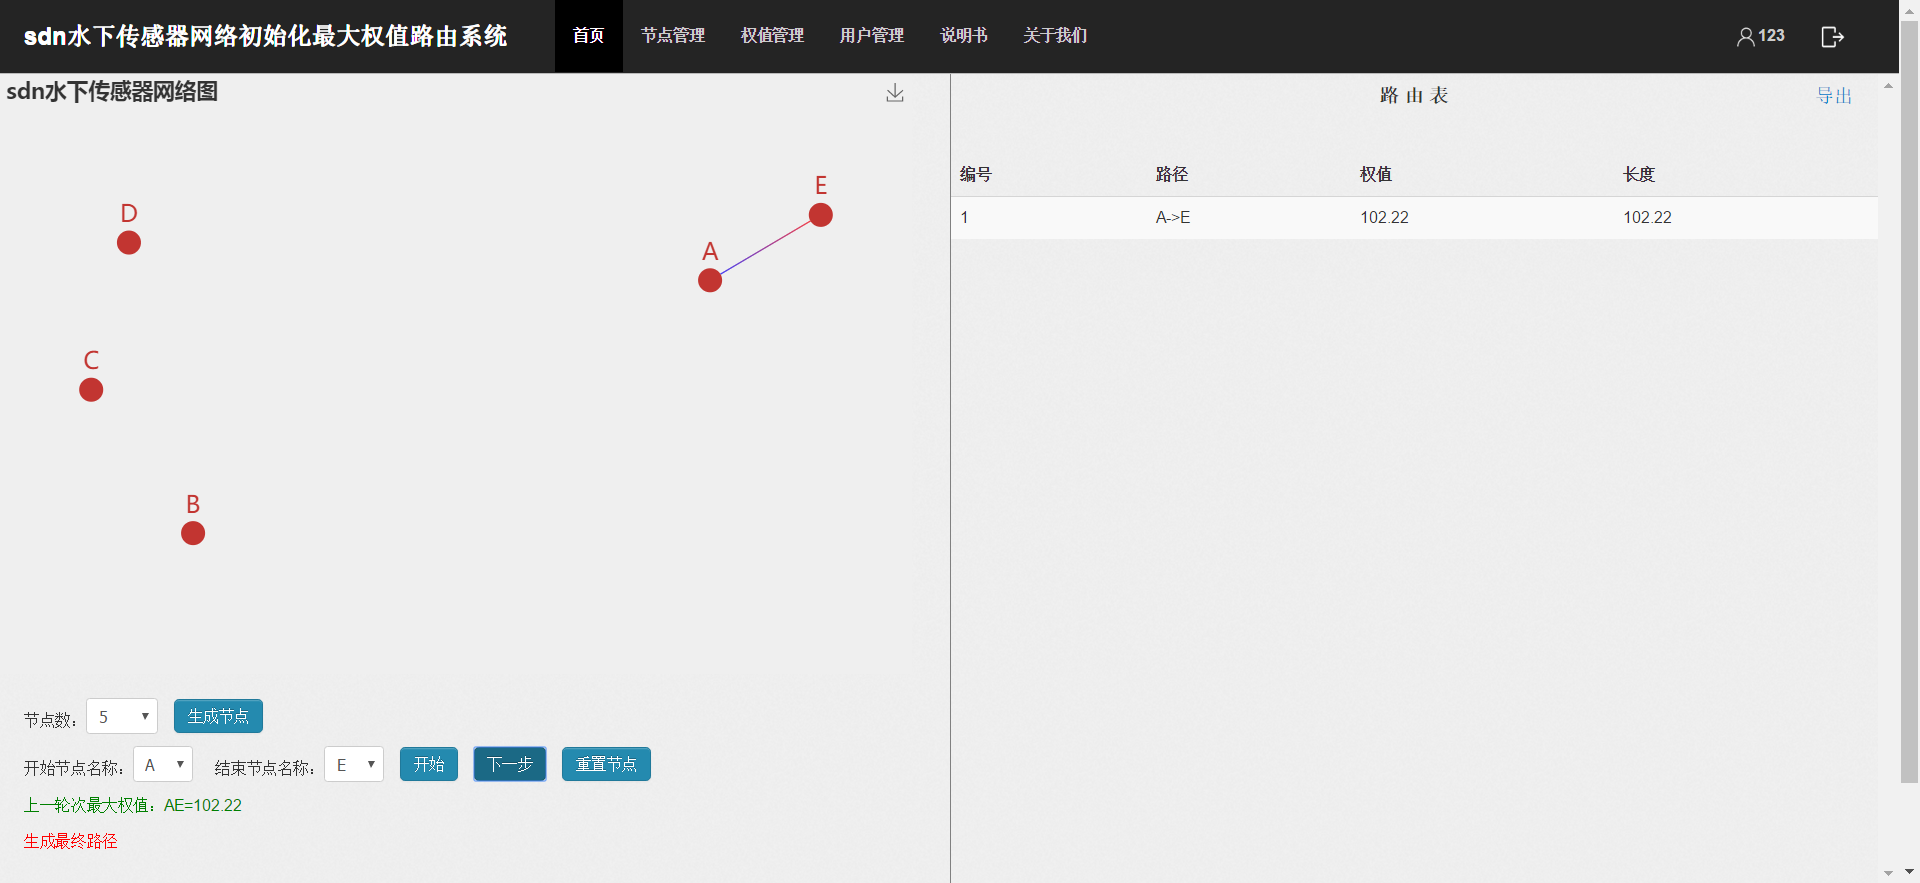 sdn水下传感器网络初始化最大权值路由系统 首页 节点管理 权值管理 用户管理 说明书 关于我们 123
sdn水下传感器网络图
E
D
A
C
B
节点数： 5 生成节点
开始节点名称： A 结束节点名称： E 开始 下一步 重置节点
上一轮次最大权值：AE=102.22
生成最终路径
路 由 表 导出
编号 路径 权值 长度
1 A->E 102.22 102.22